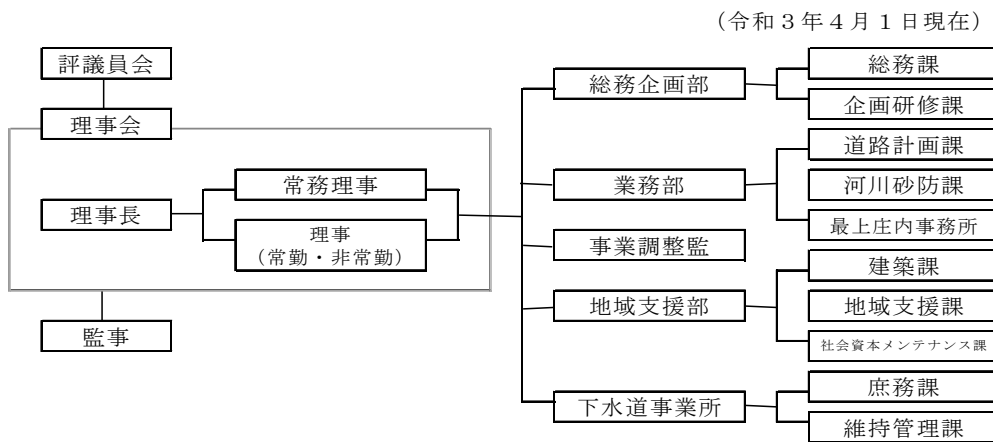 （令和３年４月１日現在）
評議員会
理事会
理事長
常務理事
理事
（常勤・非常勤）
監事
総務企画部
総務課
企画研修課
業務部
道路計画課
河川砂防課
最上庄内事務所
事業調整監
地域支援部
建築課
地域支援課
社会資本メンテナンス課
下水道事業所
庶務課
維持管理課